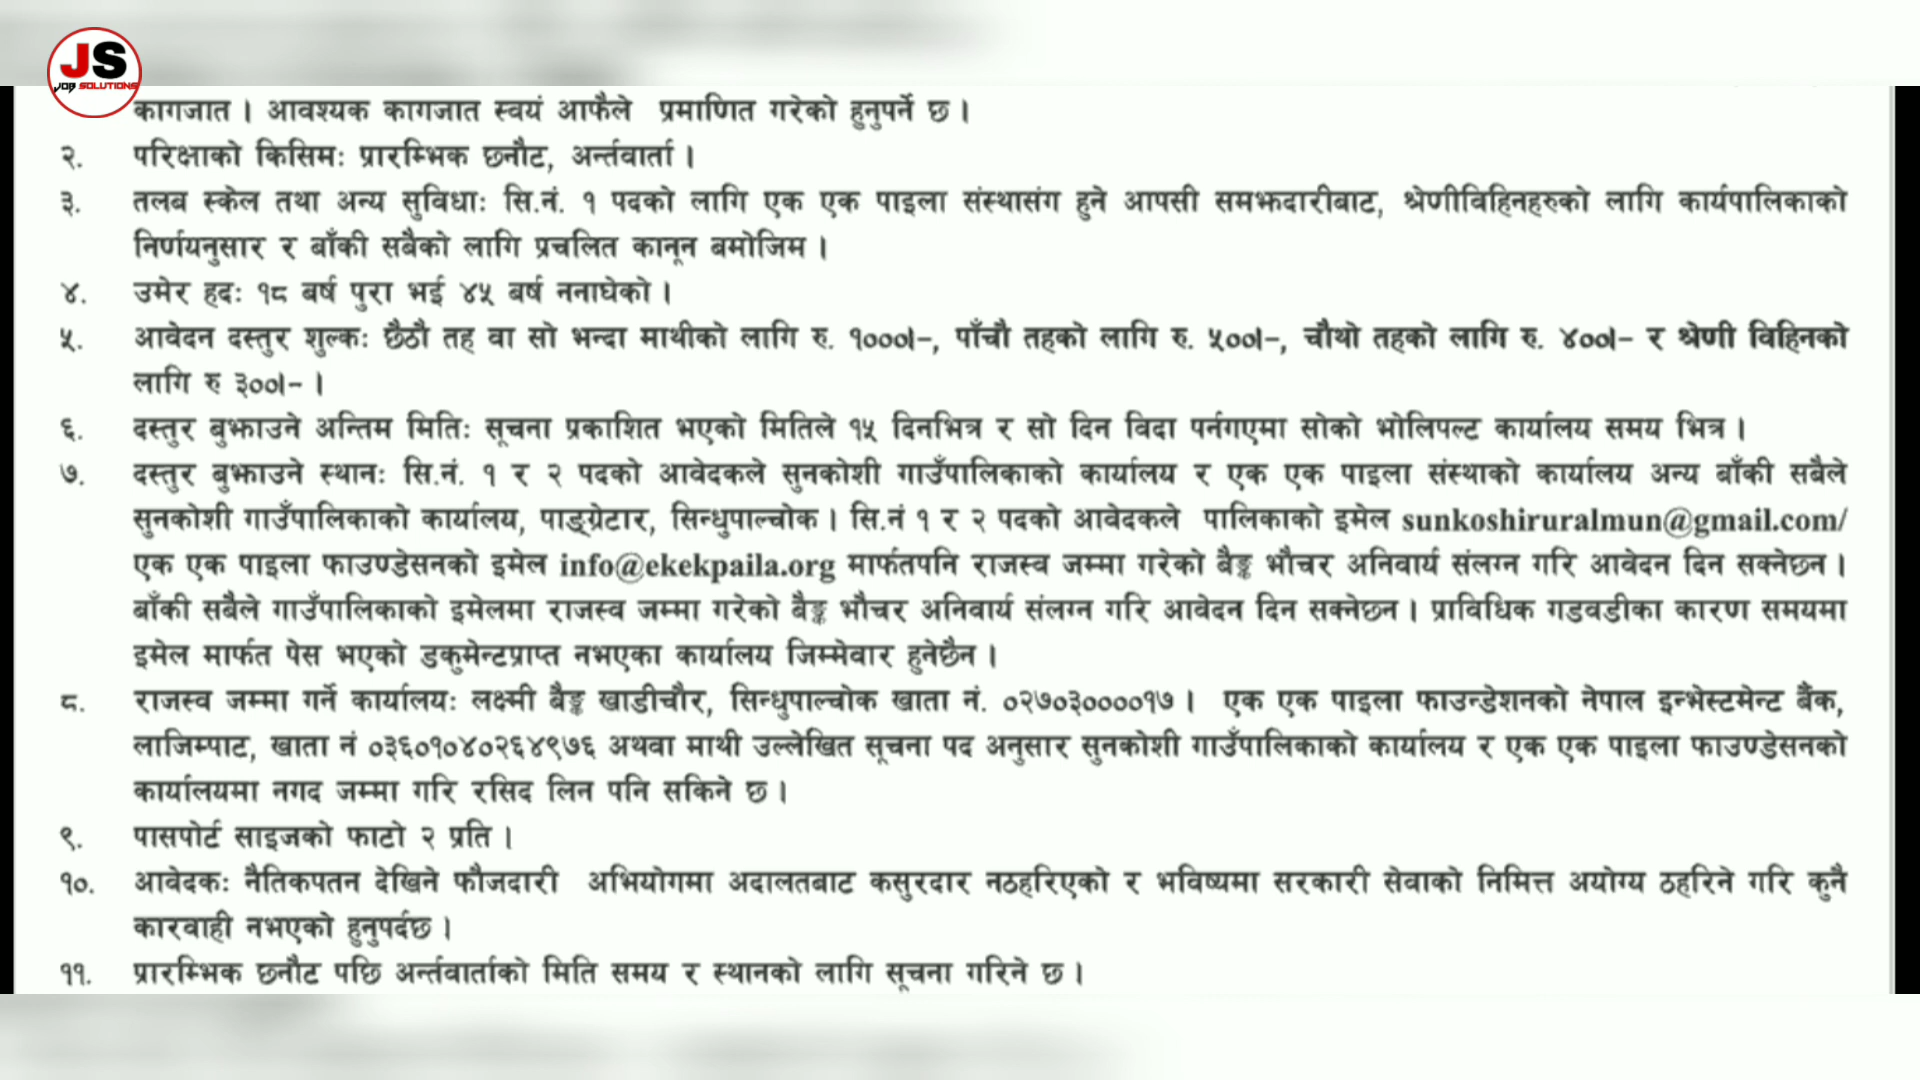 JS
JOB SOLUTIONS
कागजात । आवश्यक कागजात स्वयं आफैले प्रमाणित गरेको हुनुपर्ने छ ।
२. परिक्षाको किसिमः प्रारम्भिक छनौट, अर्न्तवार्ता ।
३. तलब स्केल तथा अन्य सुविधाः सि.नं. १ पदको लागि एक एक पाइला संस्थासंग हुने आपसी समझदारीबाट, श्रेणीविहिनहरुको लागि कार्यपालिकाको
निर्णयनुसार र बाँकी सबैको लागि प्रचलित कानून बमोजिम ।
४. उमेर हदः १८ बर्ष पुरा भई ४५ बर्ष ननाघेको ।
५. आवेदन दस्तुर शुल्कः छैठौ तह वा सो भन्दा माथीको लागि रु. १०००।–, पाँचौ तहको लागि रु. ५००।–, चौथो तहको लागि रु. ४००।– र श्रेणी विहिनको
लागि रु ३००।– ।
६. दस्तुर बुझाउने अन्तिम मितिः सूचना प्रकाशित भएको मितिले १५ दिनभित्र र सो दिन विदा पर्नगएमा सोको भोलिपल्ट कार्यालय समय भित्र ।
७. दस्तुर बुझाउने स्थानः सि.नं. १ र २ पदको आवेदकले सुनकोशी गाउँपालिकाको कार्यालय र एक एक पाइला संस्थाको कार्यालय अन्य बाँकी सबैले
सुनकोशी गाउँपालिकाको कार्यालय, पाङ्ग्रेटार, सिन्धुपाल्चोक । सि.नं १ र २ पदको आवेदकले पालिकाको इमेल sunkoshiruralmun@gmail.com/
एक एक पाइला फाउण्डेसनको इमेल info@ekekpaila.org मार्फतपनि राजस्व जम्मा गरेको बैङ्क भौचर अनिवार्य संलग्न गरि आवेदन दिन सक्नेछन ।
बाँकी सबैले गाउँपालिकाको इमेलमा राजस्व जम्मा गरेको बैङ्क भौचर अनिवार्य संलग्न गरि आवेदन दिन सक्नेछन । प्राविधिक गडवडीका कारण समयमा
इमेल मार्फत पेस भएको डकुमेन्टप्राप्त नभएका कार्यालय जिम्मेवार हुनेछैन ।
८. राजस्व जम्मा गर्ने कार्यालयः लक्ष्मी बैङ्क खाडीचौर, सिन्धुपाल्चोक खाता नं. ०२७०३००००१७ । एक एक पाइला फाउन्डेशनको नेपाल इन्भेस्टमेन्ट बैंक,
लाजिम्पाट, खाता नं ०३६०१०४०२६४९७६ अथवा माथी उल्लेखित सूचना पद अनुसार सुनकोशी गाउँपालिकाको कार्यालय र एक एक पाइला फाउण्डेसनको
कार्यालयमा नगद जम्मा गरि रसिद लिन पनि सकिने छ ।
९. पासपोर्ट साइजको फाटो २ प्रति ।
१०. आवेदकः नैतिकपतन देखिने फौजदारी अभियोगमा अदालतबाट कसुरदार नठहरिएको र भविष्यमा सरकारी सेवाको निमित्त अयोग्य ठहरिने गरि कुनै
कारवाही नभएको हुनुपर्दछ ।
११. प्रारम्भिक छनौट पछि अर्न्तवार्ताको मिति समय र स्थानको लागि सूचना गरिने छ ।